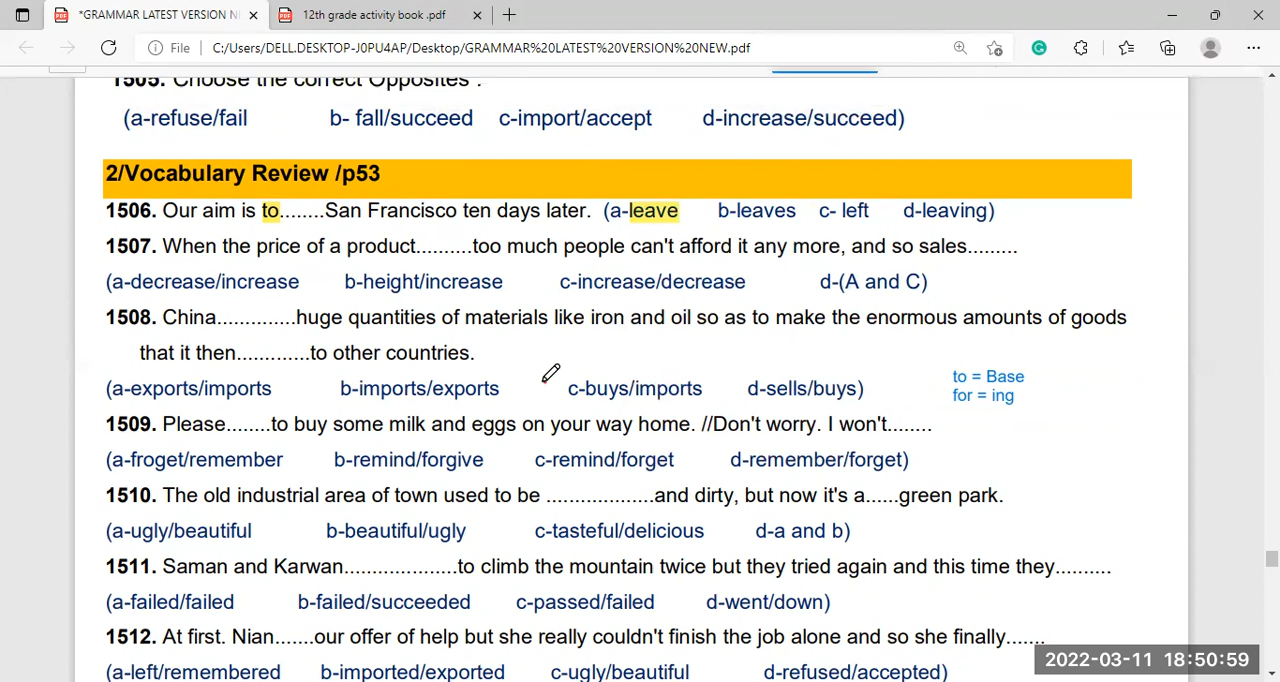 *GRAMMAR LATEST VERSION N
12th grade activity book .pdf
File
C:/Users/DELL.DESKTOP-J0PU4AP/Desktop/GRAMMAR%20LATEST%20VERSION%20NEW.pdf
1505. Choose the correct Opposites .
(a-refuse/fail b- fall/succeed c-import/accept d-increase/succeed)
2/Vocabulary Review /p53
1506. Our aim is to........San Francisco ten days later. (a-leave b-leaves c- left d-leaving)
1507. When the price of a product..........too much people can't afford it any more, and so sales.........
(a-decrease/increase b-height/increase c-increase/decrease d-(A and C)
1508. China..............huge quantities of materials like iron and oil so as to make the enormous amounts of goods
that it then.............to other countries.
(a-exports/imports b-imports/exports c-buys/imports d-sells/buys)
to = Base
for = ing
1509. Please........to buy some milk and eggs on your way home. //Don't worry. I won't........
(a-froget/remember b-remind/forgive c-remind/forget d-remember/forget)
1510. The old industrial area of town used to be ...................and dirty, but now it's a......green park.
(a-ugly/beautiful b-beautiful/ugly c-tasteful/delicious d-a and b)
1511. Saman and Karwan....................to climb the mountain twice but they tried again and this time they..........
(a-failed/failed b-failed/succeeded c-passed/failed d-went/down)
1512. At first. Nian.......our offer of help but she really couldn't finish the job alone and so she finally.......
(a-left/remembered b-imported/exported c-ugly/beautiful d-refused/accepted)
2022-03-11 18:50:59